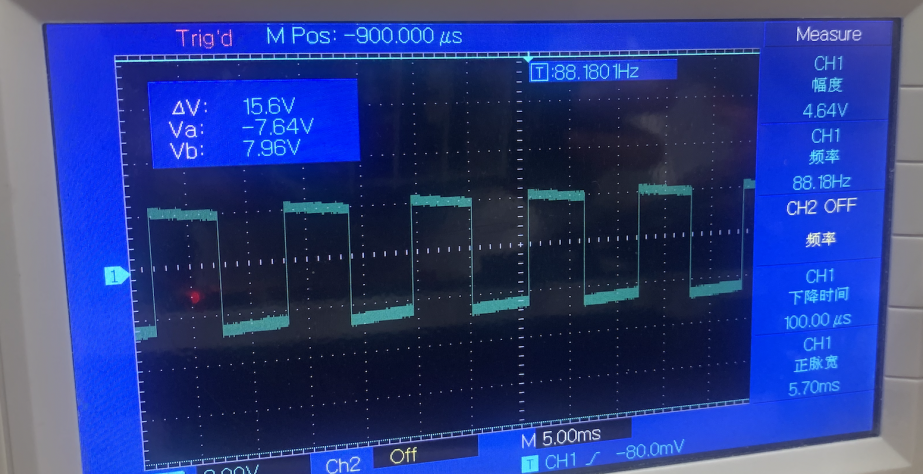 Trig'd M Pos: -900.000 μs
T:88.1801Hz
ΔV: 15.6V
Va: -7.64V
Vb: 7.96V
1
Measure
CH1
幅度
4.64V
CH1
频率
88.18Hz
CH2 OFF
频率
CH1
下降时间
100.00 μs
CH1
正脉宽
5.70ms
Ch2 Off
M 5.00ms
T CH1 -80.0mV